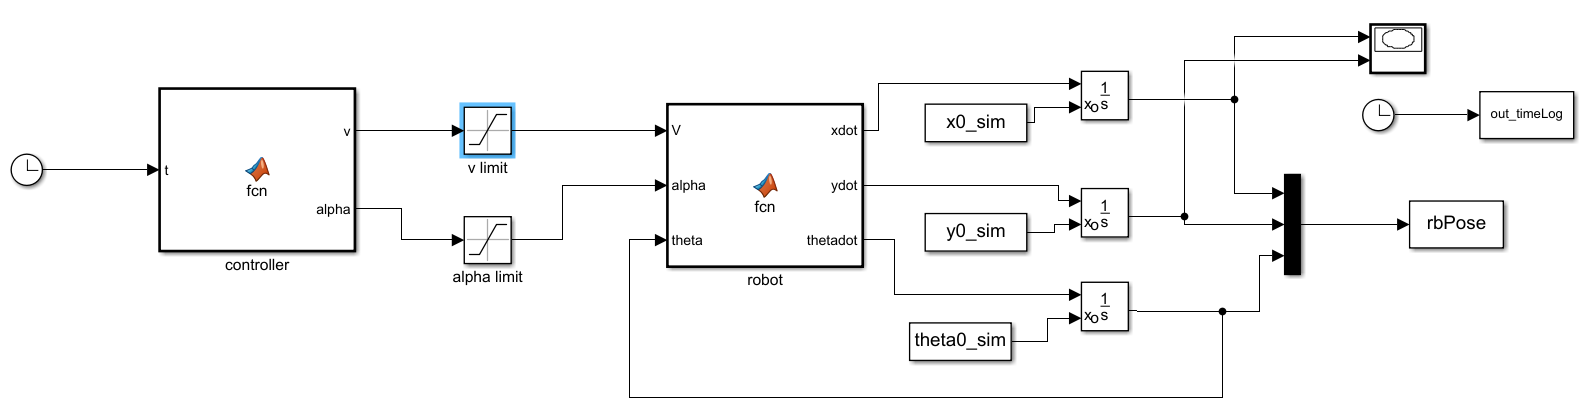 t
fcn
v
alpha
controller
v limit
alpha limit
V
alpha
theta
fcn
xdot
ydot
thetadot
robot
x0_sim
y0_sim
theta0_sim
1
xo s
1
xo s
1
xo s
out_timeLog
rbPose